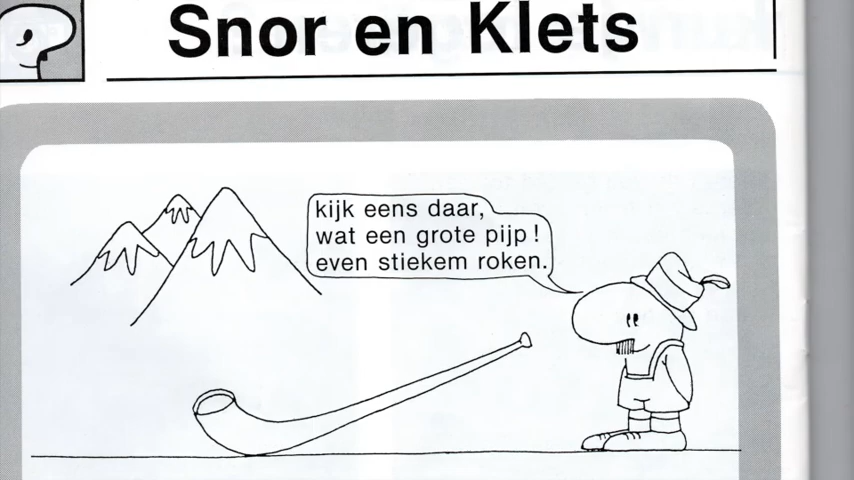 Snor en Klets
kijk eens daar,
wat een grote pijp!
even stiekem roken.